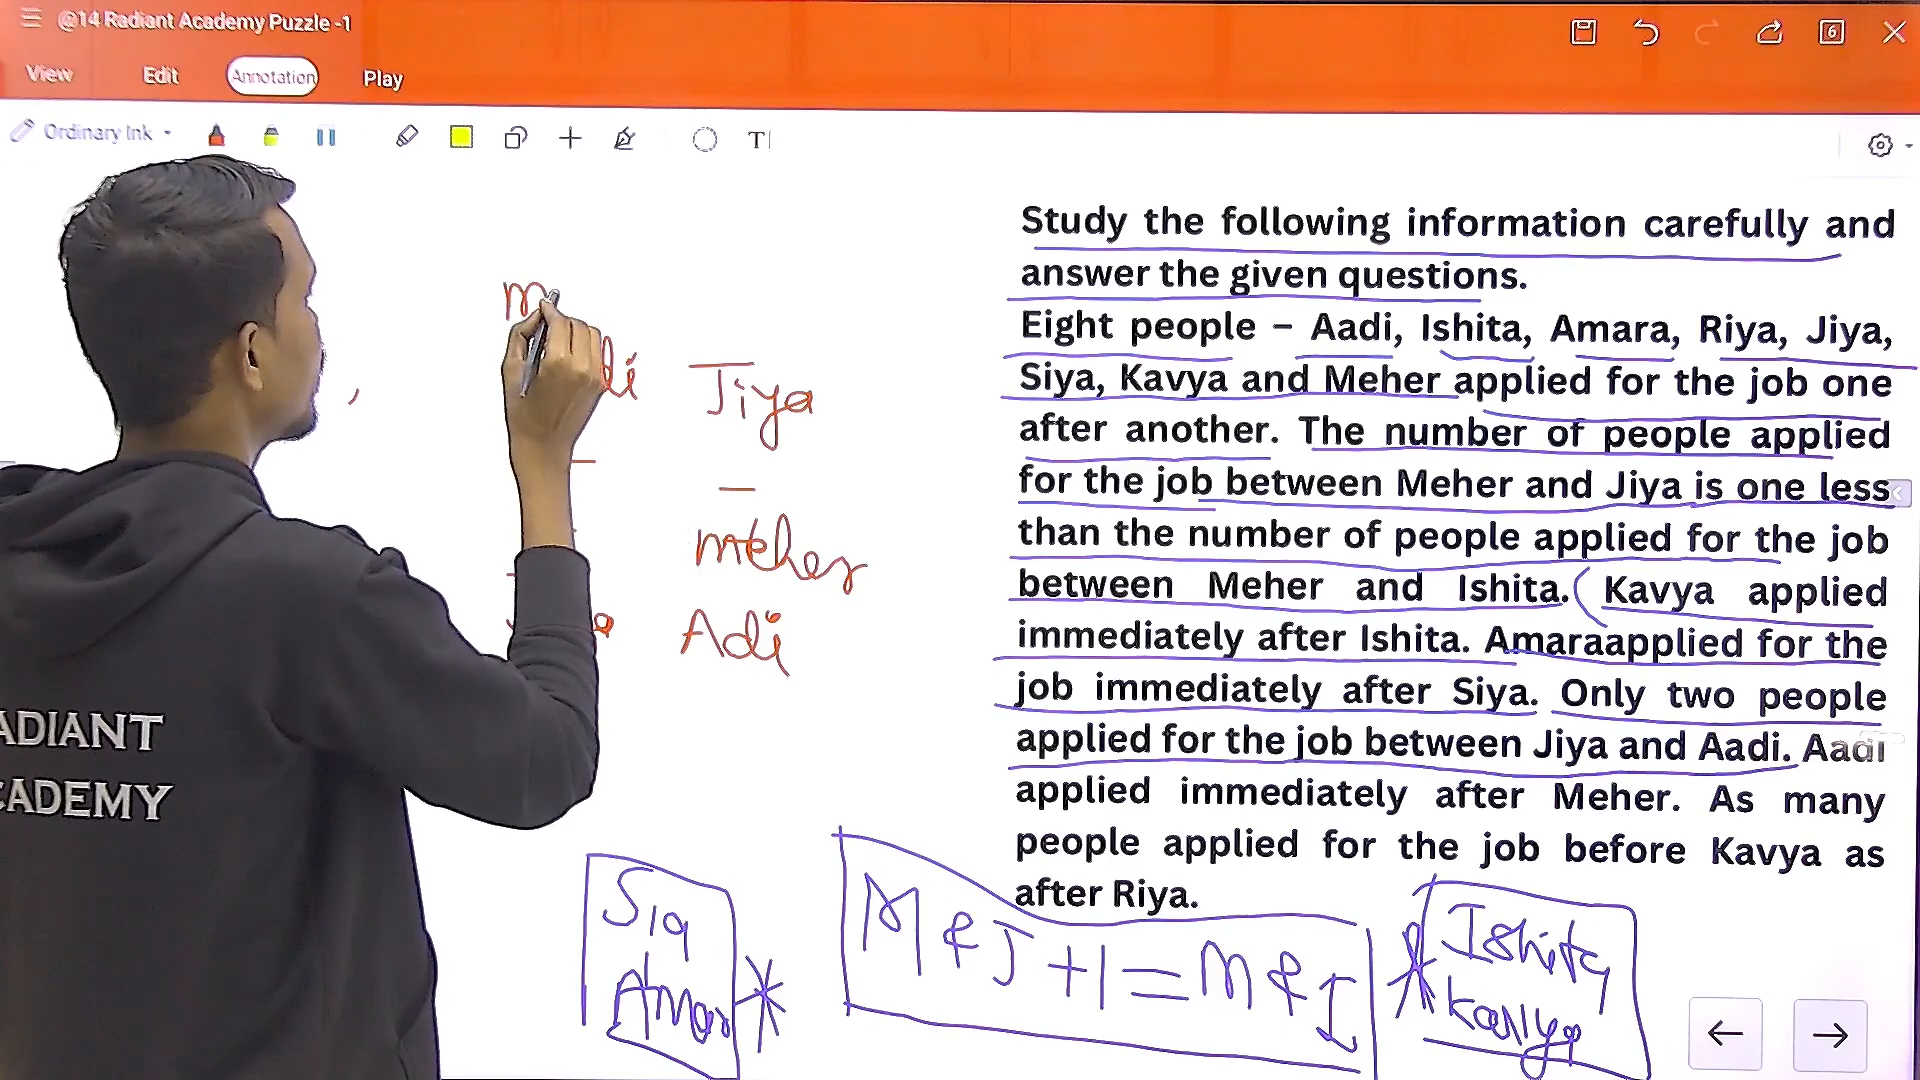 @14 Radiant Academy Puzzle -1
6
View Edit Annotation Play
Ordinary Ink
T
Study the following information carefully and
answer the given questions.
Eight people – Aadi, Ishita, Amara, Riya, Jiya,
Siya, Kavya and Meher applied for the job one
after another. The number of people applied
for the job between Meher and Jiya is one less
than the number of people applied for the job
between Meher and Ishita. Kavya applied
immediately after Ishita. Amaraapplied for the
job immediately after Siya. Only two people
applied for the job between Jiya and Aadi. Aadi
applied immediately after Meher. As many
people applied for the job before Kavya as
after Riya.
m
di Jiya
meher
Adi
ADIANT
CADEMY
Sia
Amar
M & J + 1 = M & I
Ishita
Kavya